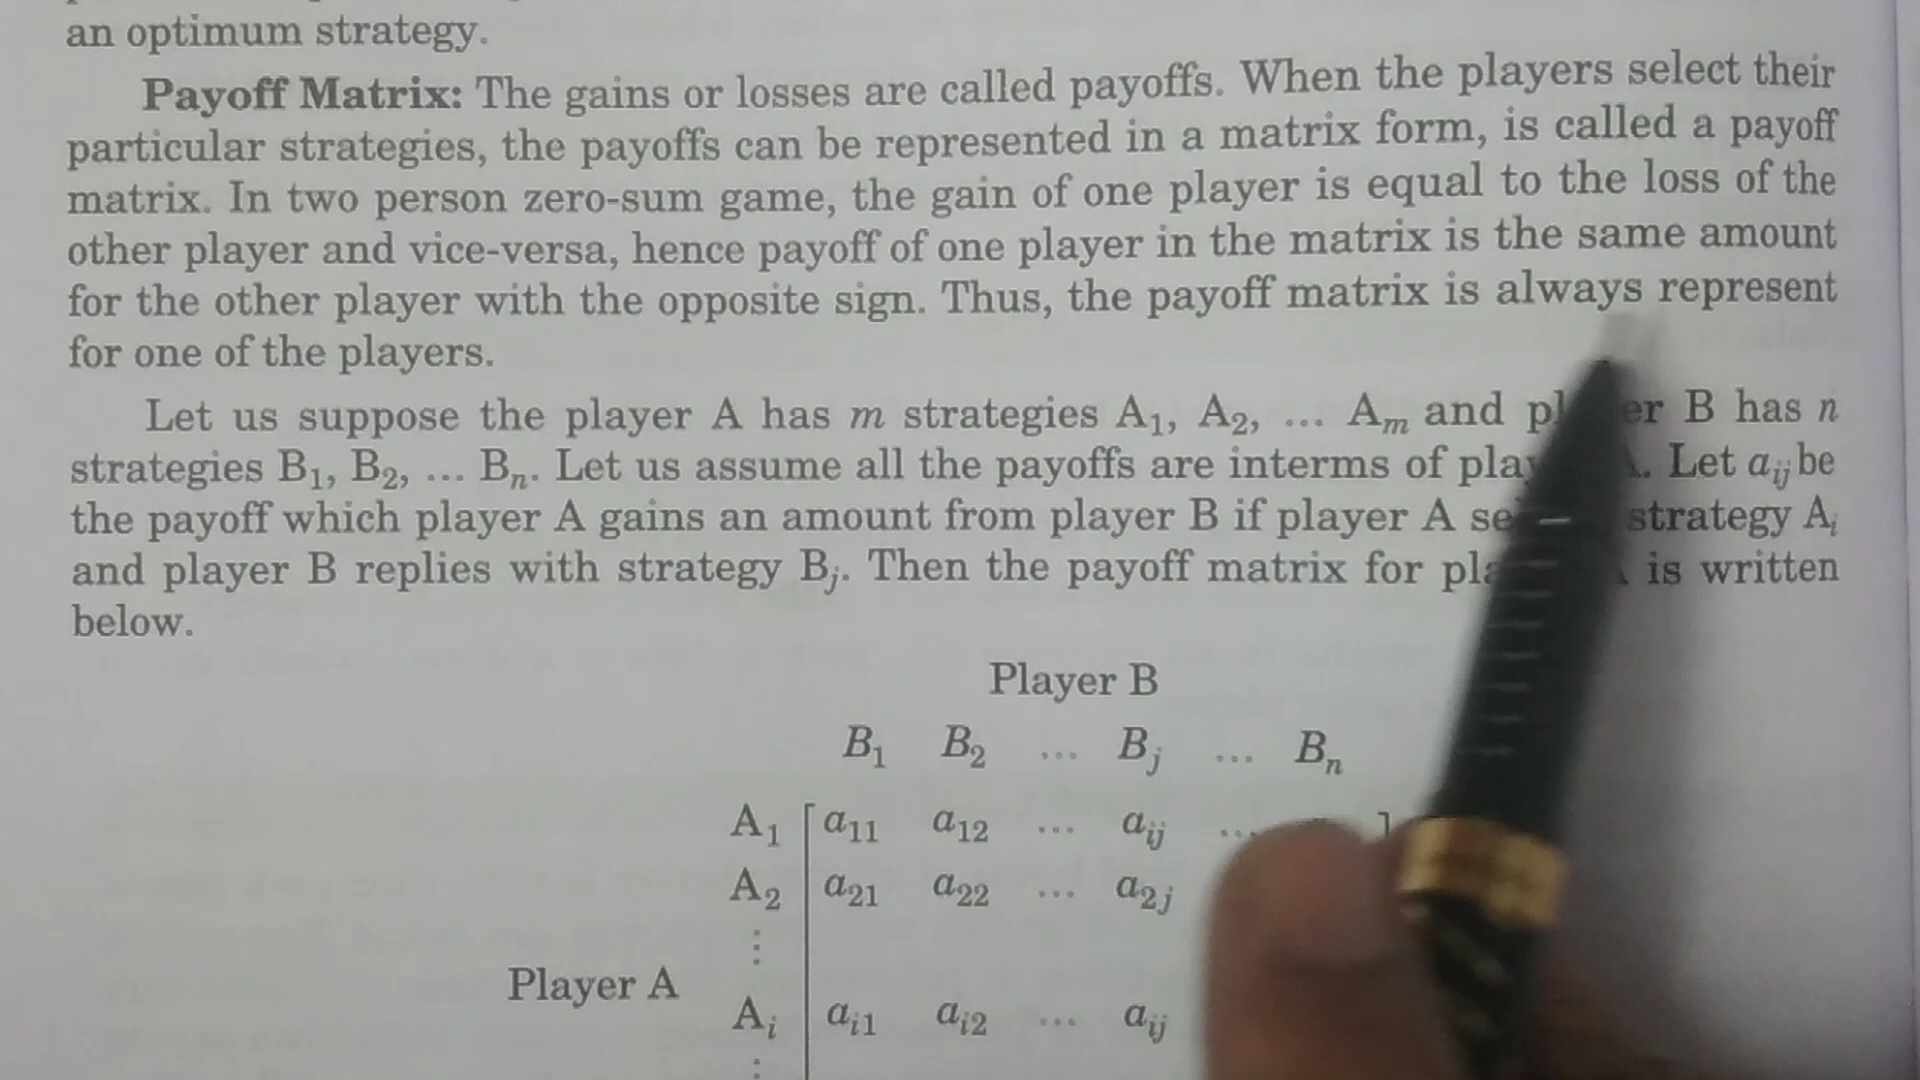 an optimum strategy.
Payoff Matrix: The gains or losses are called payoffs. When the players select their
particular strategies, the payoffs can be represented in a matrix form, is called a payoff
matrix. In two person zero-sum game, the gain of one player is equal to the loss of the
other player and vice-versa, hence payoff of one player in the matrix is the same amount
for the other player with the opposite sign. Thus, the payoff matrix is always represent
for one of the players.
Let us suppose the player A has m strategies A₁, A₂, ... Aₘ and B has n
strategies B₁, B₂, ... Bₙ. Let us assume all the payoffs are interms of Let aᵢⱼ be
the payoff which player A gains an amount from player B if player A strategy Aᵢ
and player B replies with strategy Bⱼ. Then the payoff matrix for is written
below.
Player B
B₁ B₂ ... Bⱼ ... Bₙ
A₁ a₁₁ a₁₂ ... aᵢⱼ ...
A₂ a₂₁ a₂₂ ... a₂ⱼ
⋮
Player A
Aᵢ aᵢ₁ aᵢ₂ ... aᵢⱼ
⋮